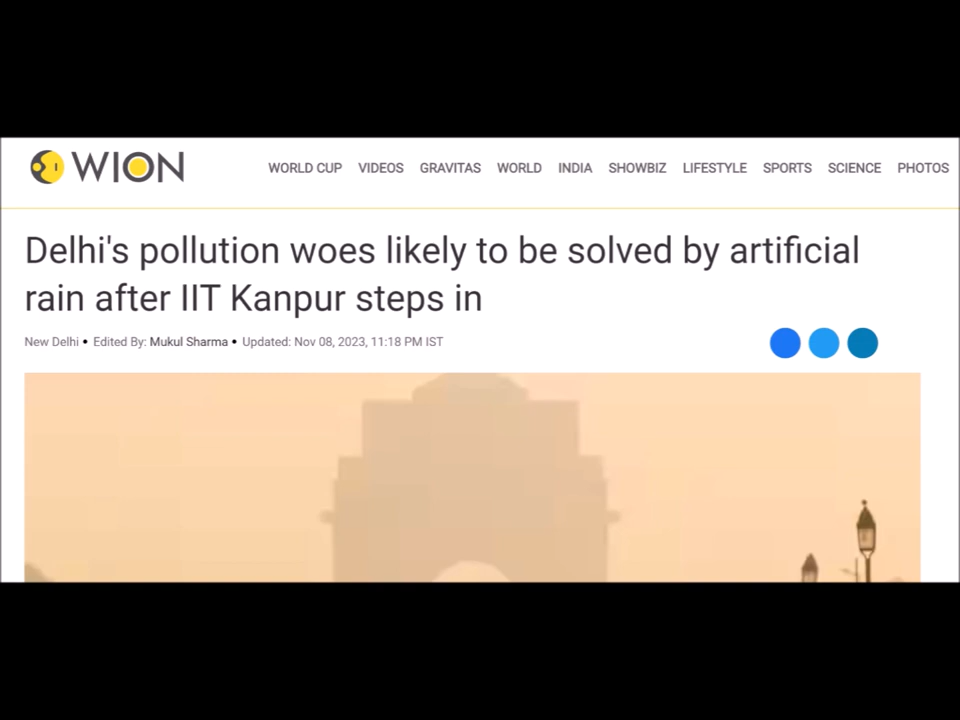 WION
WORLD CUP VIDEOS GRAVITAS WORLD INDIA SHOWBIZ LIFESTYLE SPORTS SCIENCE PHOTOS
Delhi's pollution woes likely to be solved by artificial
rain after IIT Kanpur steps in
New Delhi • Edited By: Mukul Sharma • Updated: Nov 08, 2023, 11:18 PM IST